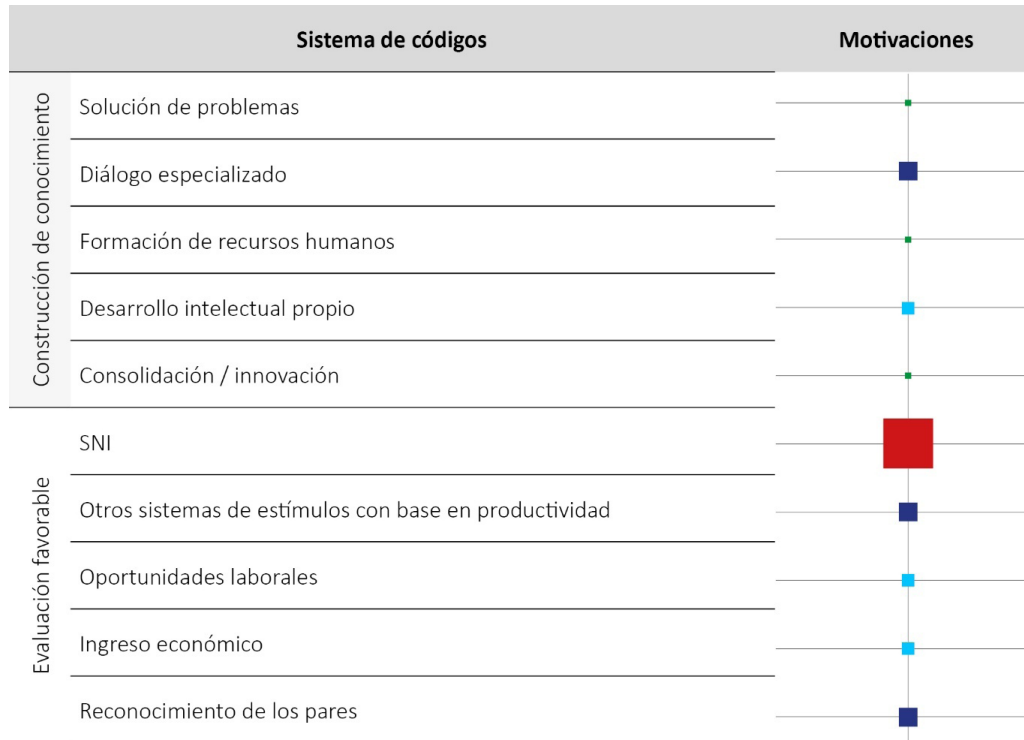 Sistema de códigos
Motivaciones
Construcción de conocimiento
Solución de problemas
Diálogo especializado
Formación de recursos humanos
Desarrollo intelectual propio
Consolidación / innovación
Evaluación favorable
SNI
Otros sistemas de estímulos con base en productividad
Oportunidades laborales
Ingreso económico
Reconocimiento de los pares